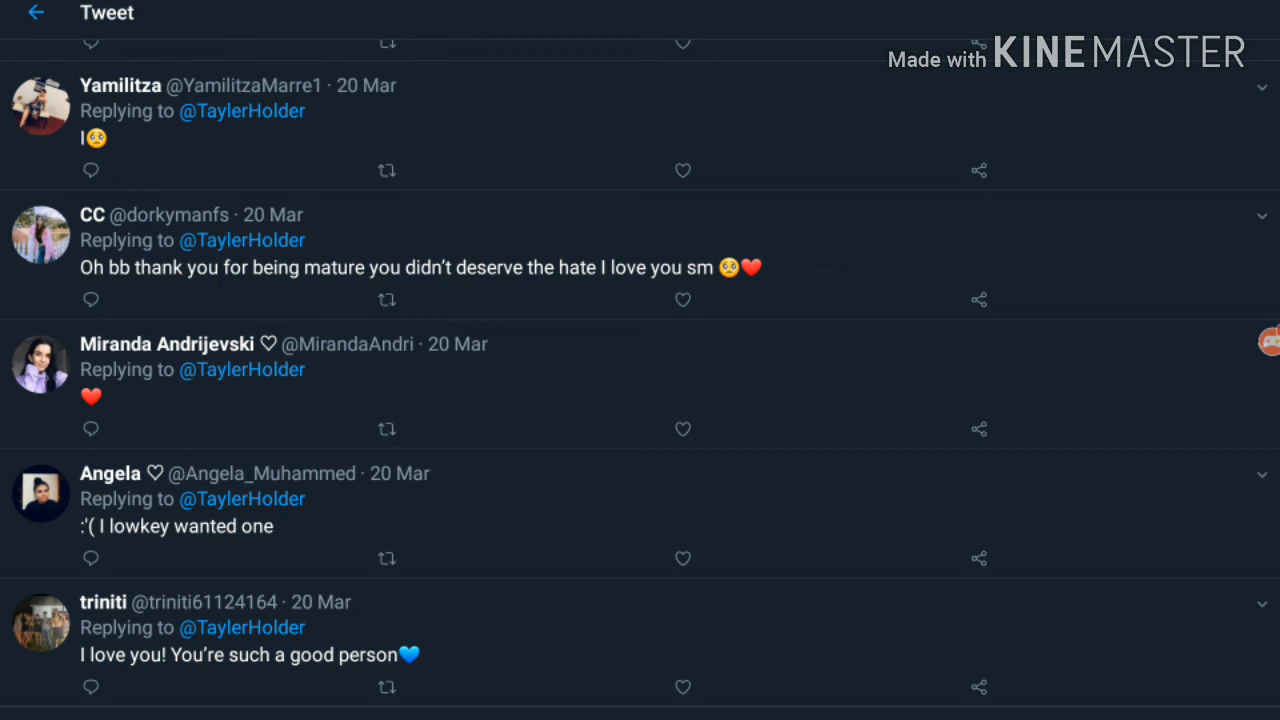 Tweet
Made with KINEMASTER
Yamilitza @YamilitzaMarre1 · 20 Mar
Replying to @TaylerHolder
I🥺
CC @dorkymanfs · 20 Mar
Replying to @TaylerHolder
Oh bb thank you for being mature you didn’t deserve the hate I love you sm 🥺❤️
Miranda Andrijevski ♡ @MirandaAndri · 20 Mar
Replying to @TaylerHolder
❤️
Angela ♡ @Angela_Muhammed · 20 Mar
Replying to @TaylerHolder
:'( I lowkey wanted one
triniti @triniti61124164 · 20 Mar
Replying to @TaylerHolder
I love you! You’re such a good person💙